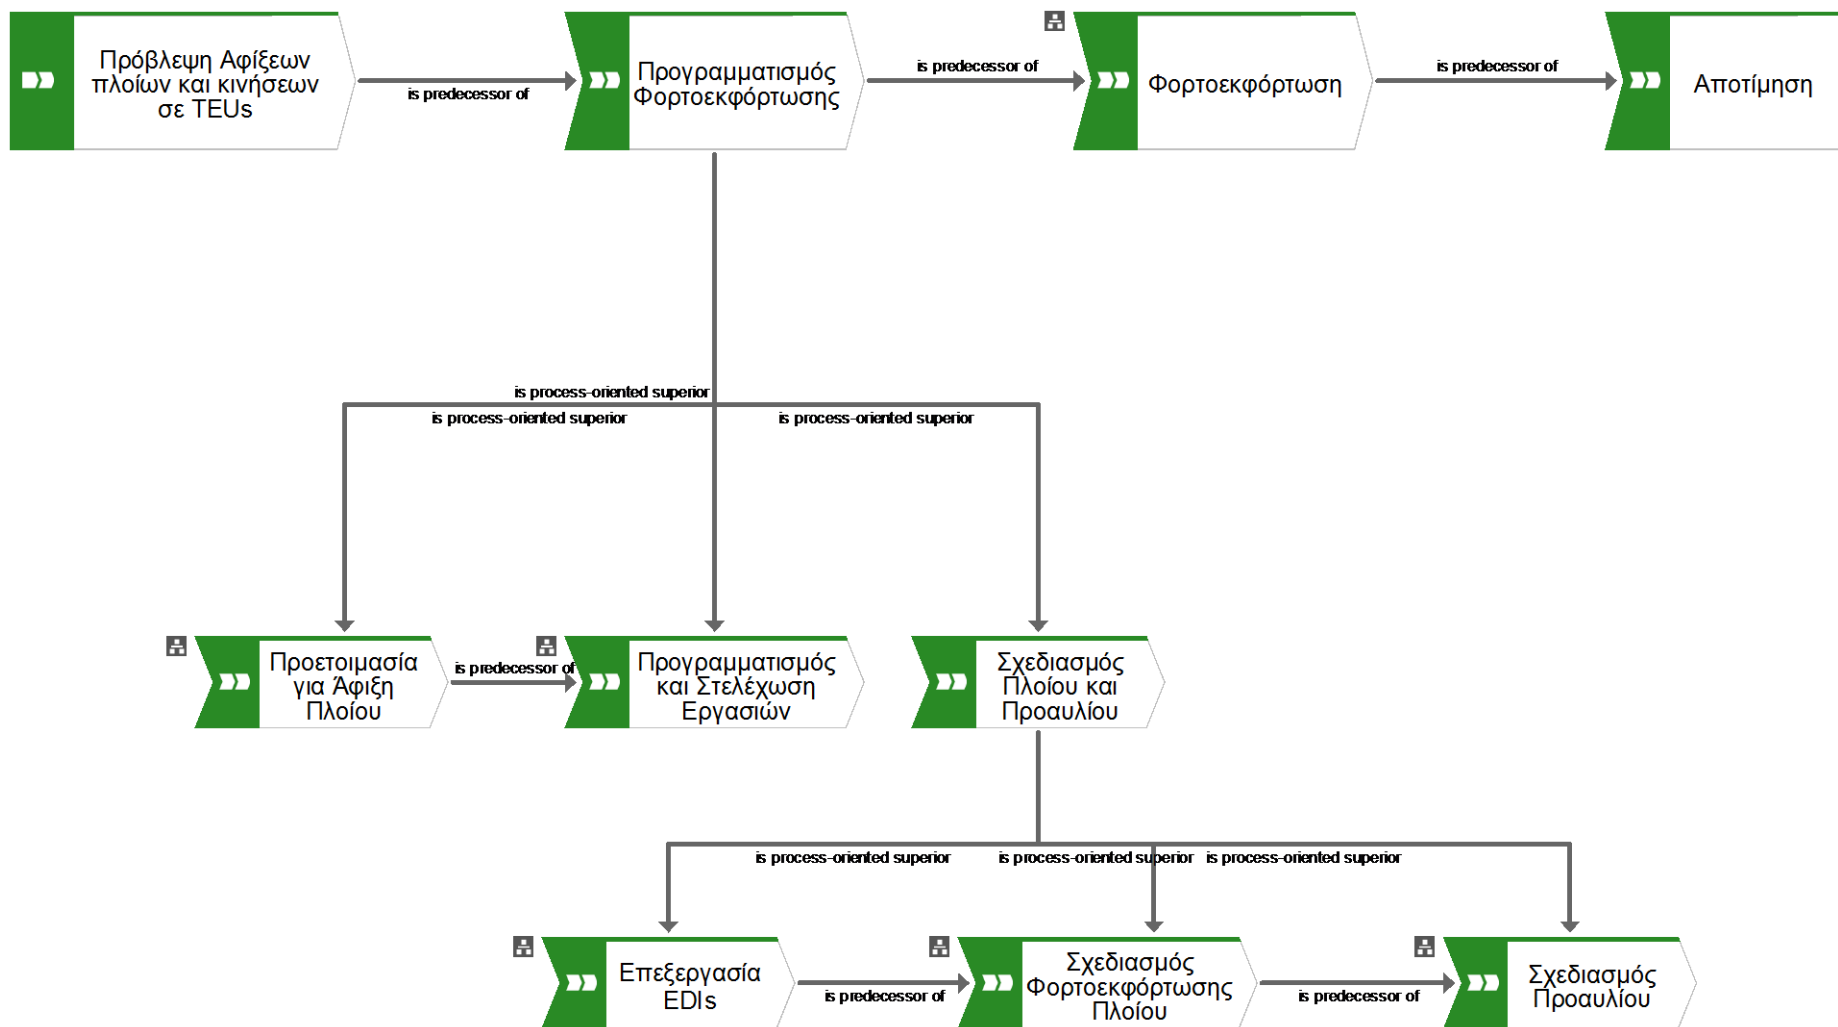 Πρόβλεψη Αφίξεων
πλοίων και κινήσεων
σε TEUs
is predecessor of
Προγραμματισμός
Φορτοεκφόρτωσης
is predecessor of
Φορτοεκφόρτωση
is predecessor of
Αποτίμηση
is process-oriented superior
is process-oriented superior
is process-oriented superior
Προετοιμασία
για Άφιξη
Πλοίου
is predecessor of
Προγραμματισμός
και Στελέχωση
Εργασιών
Σχεδιασμός
Πλοίου και
Προαυλίου
is process-oriented superior
is process-oriented superior
is process-oriented superior
Επεξεργασία
EDIs
is predecessor of
Σχεδιασμός
Φορτοεκφόρτωσης
Πλοίου
is predecessor of
Σχεδιασμός
Προαυλίου